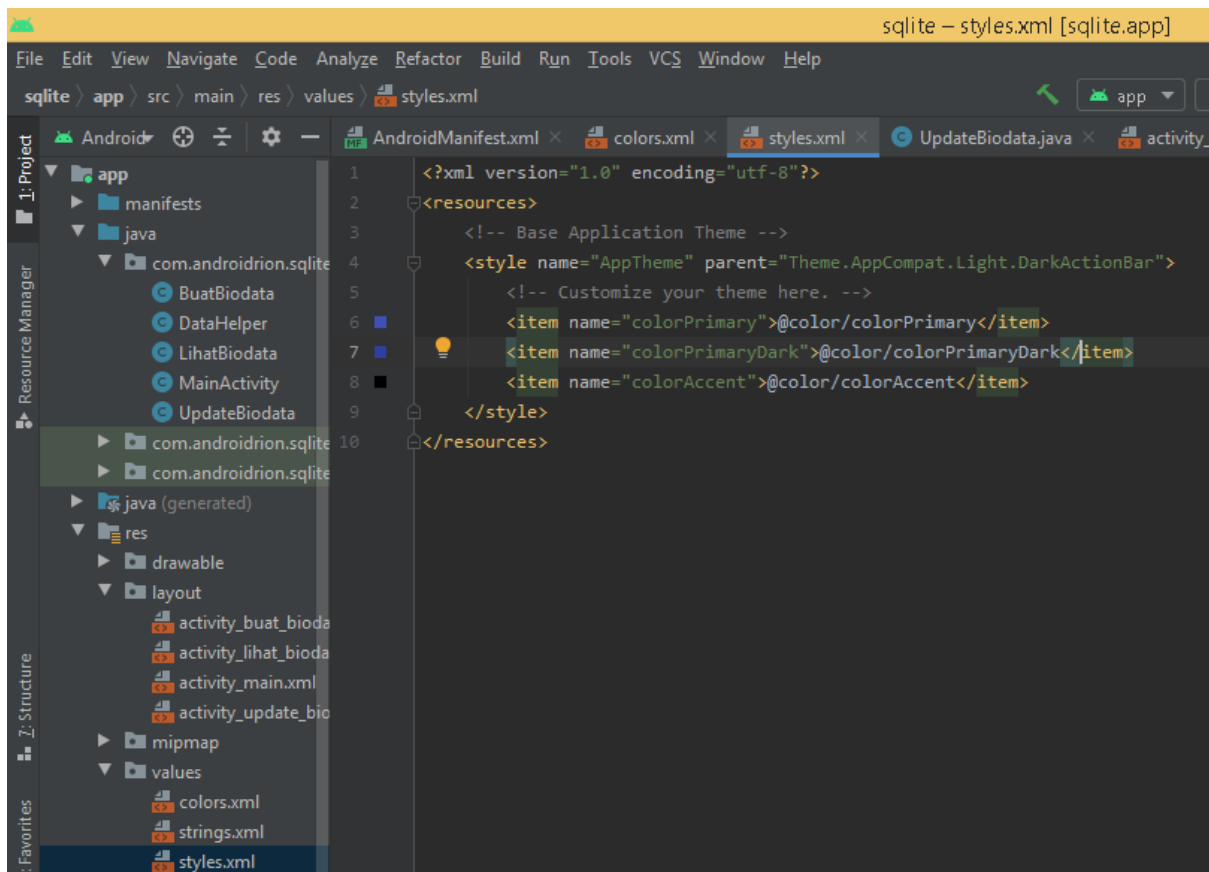 sqlite – styles.xml [sqlite.app]
File Edit View Navigate Code Analyze Refactor Build Run Tools VCS Window Help
sqlite app src main res values styles.xml
app
1: Project
Resource Manager
7: Structure
Favorites
Android
AndroidManifest.xml
colors.xml
styles.xml
UpdateBiodata.java
activity_
app
manifests
java
com.androidrion.sqlite
BuatBiodata
DataHelper
LihatBiodata
MainActivity
UpdateBiodata
com.androidrion.sqlite
com.androidrion.sqlite
java (generated)
res
drawable
layout
activity_buat_bioda
activity_lihat_bioda
activity_main.xml
activity_update_bio
mipmap
values
colors.xml
strings.xml
styles.xml
1 <?xml version="1.0" encoding="utf-8"?>
2 <resources>
3 <!-- Base Application Theme -->
4 <style name="AppTheme" parent="Theme.AppCompat.Light.DarkActionBar">
5 <!-- Customize your theme here. -->
6 <item name="colorPrimary">@color/colorPrimary</item>
7 <item name="colorPrimaryDark">@color/colorPrimaryDark</item>
8 <item name="colorAccent">@color/colorAccent</item>
9 </style>
10 </resources>